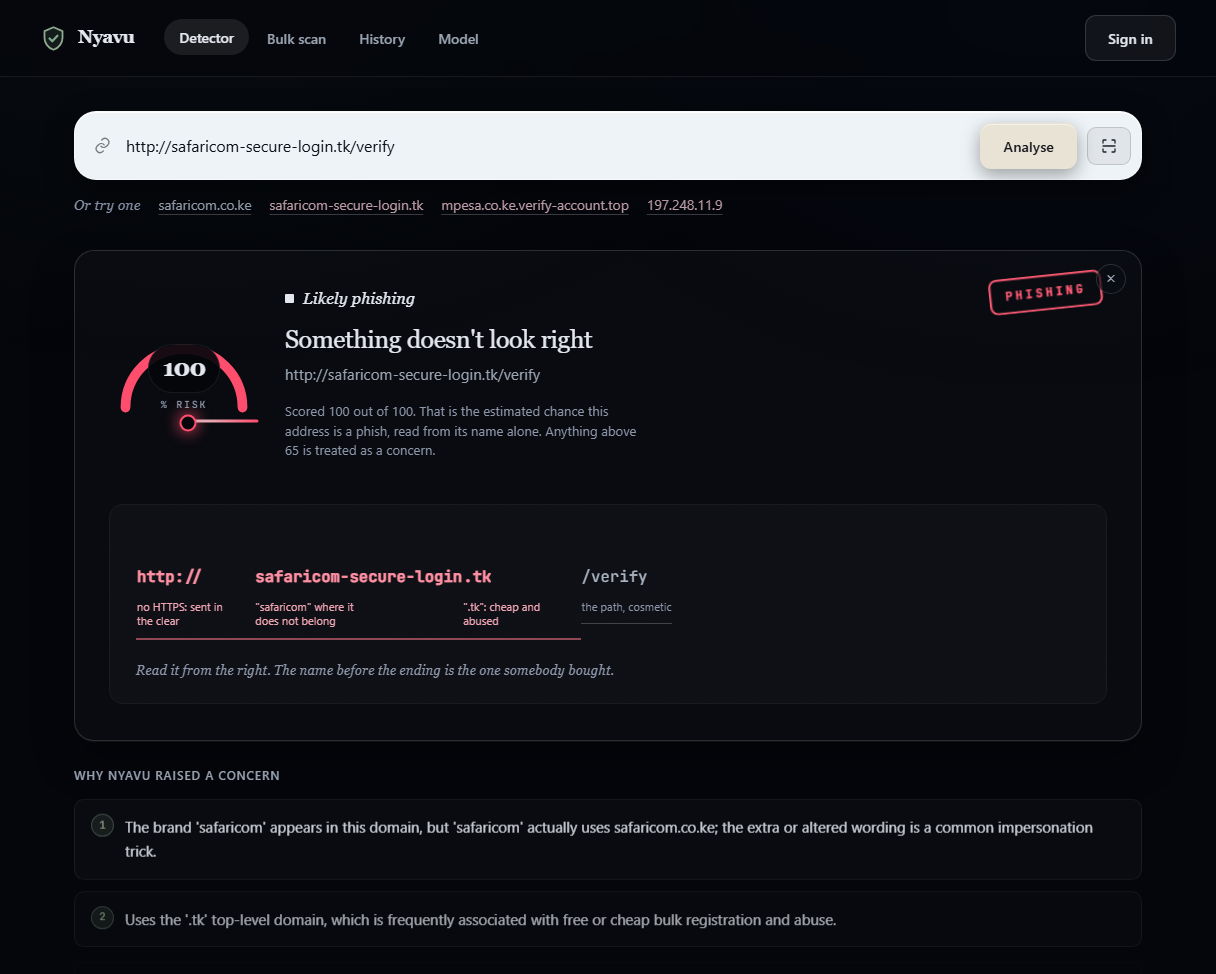 Nyavu
Detector
Bulk scan
History
Model
Sign in
http://safaricom-secure-login.tk/verify
Analyse
Or try one
safaricom.co.ke
safaricom-secure-login.tk
mpesa.co.ke.verify-account.top
197.248.11.9
PHISHING
Likely phishing
Something doesn't look right
http://safaricom-secure-login.tk/verify
100
% RISK
Scored 100 out of 100. That is the estimated chance this
address is a phish, read from its name alone. Anything above
65 is treated as a concern.
http://
safaricom-secure-login.tk
/verify
no HTTPS: sent in
the clear
"safaricom" where it
does not belong
".tk": cheap and
abused
the path, cosmetic
Read it from the right. The name before the ending is the one somebody bought.
WHY NYAVU RAISED A CONCERN
1
The brand 'safaricom' appears in this domain, but 'safaricom' actually uses safaricom.co.ke; the extra or altered wording is a common impersonation
trick.
2
Uses the '.tk' top-level domain, which is frequently associated with free or cheap bulk registration and abuse.